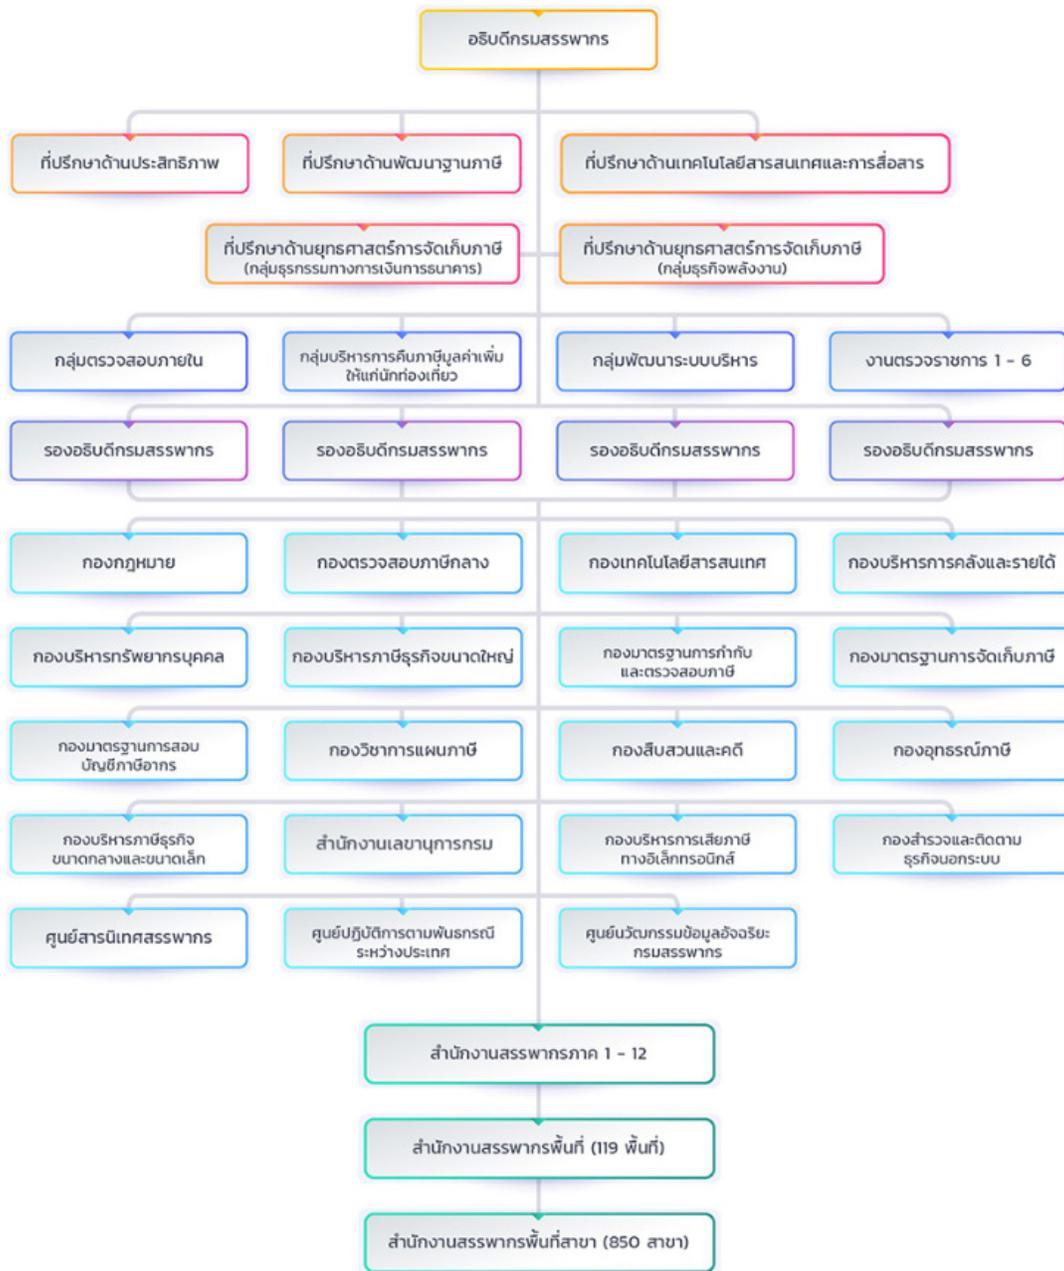 อธิบดีกรมสรรพากร
ที่ปรึกษาด้านประสิทธิภาพ
ที่ปรึกษาด้านพัฒนาฐานภาษี
ที่ปรึกษาด้านเทคโนโลยีสารสนเทศและการสื่อสาร
ที่ปรึกษาด้านยุทธศาสตร์การจัดเก็บภาษี
(กลุ่มธุรกรรมทางการเงินการธนาคาร)
ที่ปรึกษาด้านยุทธศาสตร์การจัดเก็บภาษี
(กลุ่มธุรกิจพลังงาน)
กลุ่มตรวจสอบภายใน
กลุ่มบริหารการคืนภาษีมูลค่าเพิ่ม
ให้แก่นักท่องเที่ยว
กลุ่มพัฒนาระบบบริหาร
งานตรวจราชการ 1 - 6
รองอธิบดีกรมสรรพากร
รองอธิบดีกรมสรรพากร
รองอธิบดีกรมสรรพากร
รองอธิบดีกรมสรรพากร
กองกฎหมาย
กองตรวจสอบภาษีกลาง
กองเทคโนโลยีสารสนเทศ
กองบริหารการคลังและรายได้
กองบริหารทรัพยากรบุคคล
กองบริหารภาษีธุรกิจขนาดใหญ่
กองมาตรฐานการกำกับ
และตรวจสอบภาษี
กองมาตรฐานการจัดเก็บภาษี
กองมาตรฐานการสอบ
บัญชีภาษีอากร
กองวิชาการแผนภาษี
กองสืบสวนและคดี
กองอุทธรณ์ภาษี
กองบริหารภาษีธุรกิจ
ขนาดกลางและขนาดเล็ก
สำนักงานเลขานุการกรม
กองบริหารการเสียภาษี
ทางอิเล็กทรอนิกส์
กองสำรวจและติดตาม
ธุรกิจนอกระบบ
ศูนย์สารนิเทศสรรพากร
ศูนย์ปฏิบัติการตามพันธกรณี
ระหว่างประเทศ
ศูนย์นวัตกรรมข้อมูลอัจฉริยะ
กรมสรรพากร
สำนักงานสรรพากรภาค 1 - 12
สำนักงานสรรพากรพื้นที่ (119 พื้นที่)
สำนักงานสรรพากรพื้นที่สาขา (850 สาขา)